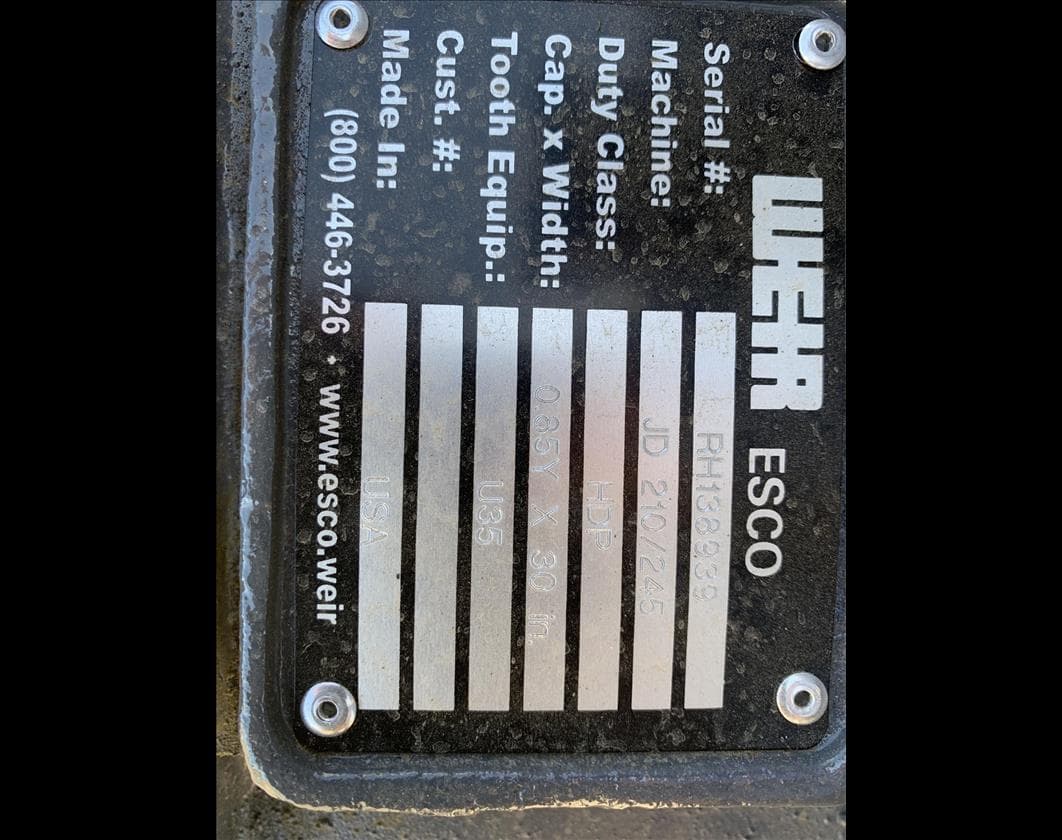 WEIR ESCO
Serial #: RH138939
Machine: JD 210/245
Duty Class: HDP
Cap. x Width: 0.85Y X 30 in.
Tooth Equip.: U35
Cust. #:
Made In: USA
(800) 446-3726 • www.esco.weir